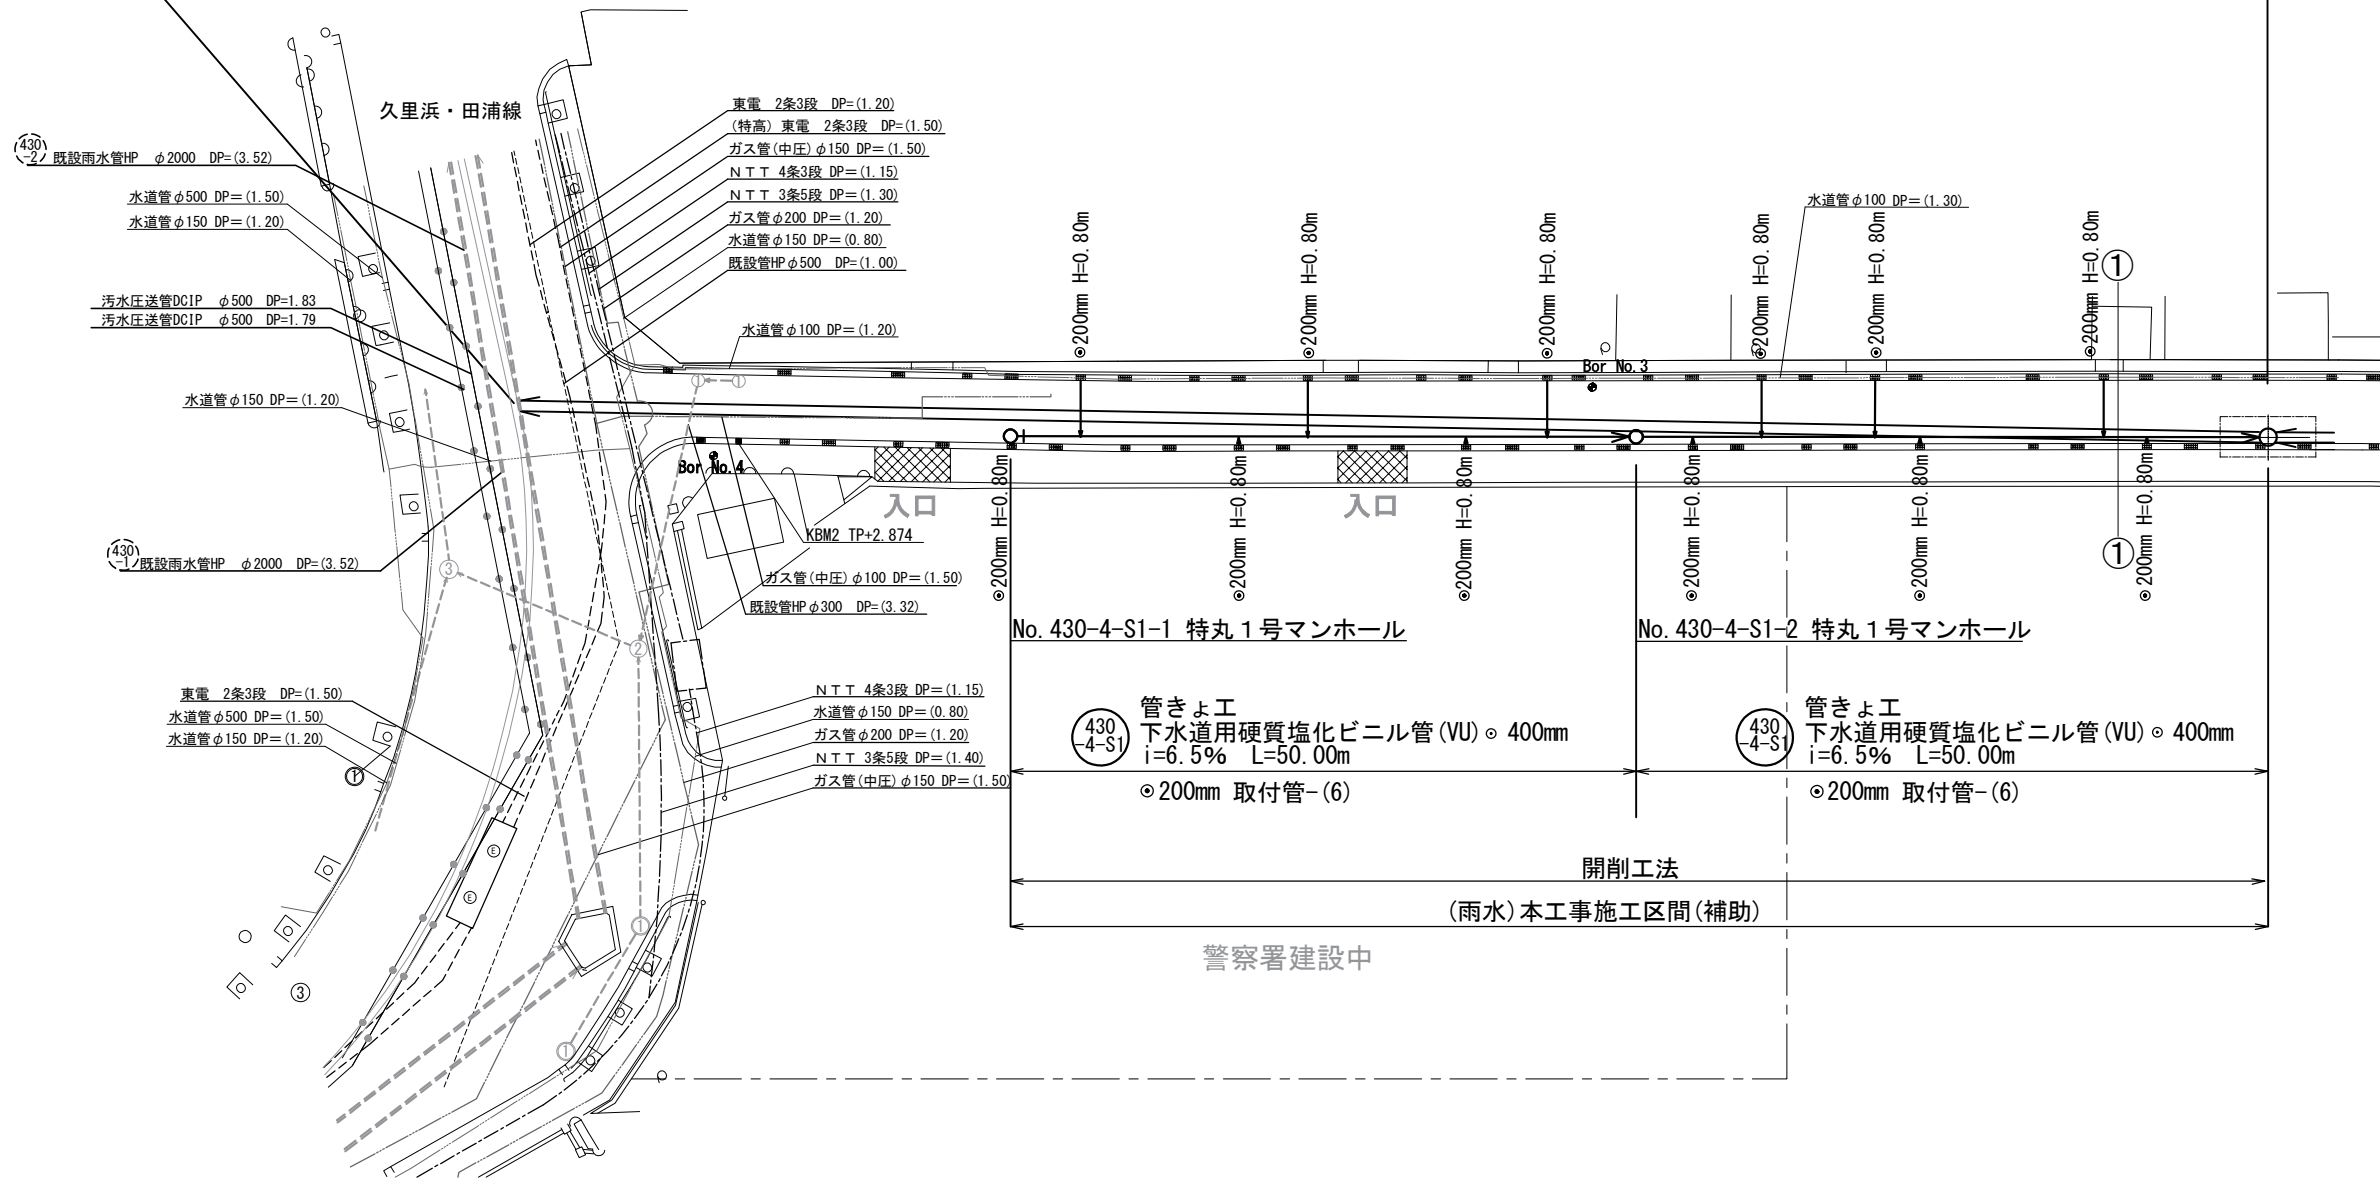 久里浜・田浦線
430
-2
既設雨水管HP φ2000 DP=(3.52)
水道管φ500 DP=(1.50)
水道管φ150 DP=(1.20)
汚水圧送管DCIP φ500 DP=1.83
汚水圧送管DCIP φ500 DP=1.79
水道管φ150 DP=(1.20)
430
-1
既設雨水管HP φ2000 DP=(3.52)
東電 2条3段 DP=(1.50)
水道管φ500 DP=(1.50)
水道管φ150 DP=(1.20)
東電 2条3段 DP=(1.20)
(特高)東電 2条3段 DP=(1.50)
ガス管(中圧)φ150 DP=(1.50)
NTT 4条3段 DP=(1.15)
NTT 3条5段 DP=(1.30)
ガス管φ200 DP=(1.20)
水道管φ150 DP=(0.80)
既設管HPφ500 DP=(1.00)
水道管φ100 DP=(1.20)
水道管φ100 DP=(1.30)
⦿200mm H=0.80m
⦿200mm H=0.80m
⦿200mm H=0.80m
⦿200mm H=0.80m
⦿200mm H=0.80m
⦿200mm H=0.80m
①
Bor No.3
①
①
Bor No.4
入口
入口
KBM2 TP+2.874
ガス管(中圧)φ100 DP=(1.50)
既設管HPφ300 DP=(3.32)
⦿200mm H=0.80m
⦿200mm H=0.80m
⦿200mm H=0.80m
⦿200mm H=0.80m
⦿200mm H=0.80m
⦿200mm H=0.80m
①
③
②
①
①
①
③
E
E
No.430-4-S1-1 特丸1号マンホール
No.430-4-S1-2 特丸1号マンホール
NTT 4条3段 DP=(1.15)
水道管φ150 DP=(0.80)
ガス管φ200 DP=(1.20)
NTT 3条5段 DP=(1.40)
ガス管(中圧)φ150 DP=(1.50)
430
-4-S1
管きょ工
下水道用硬質塩化ビニル管(VU)⦿ 400mm
i=6.5% L=50.00m
⦿200mm 取付管-(6)
430
-4-S1
管きょ工
下水道用硬質塩化ビニル管(VU)⦿ 400mm
i=6.5% L=50.00m
⦿200mm 取付管-(6)
開削工法
(雨水)本工事施工区間(補助)
警察署建設中